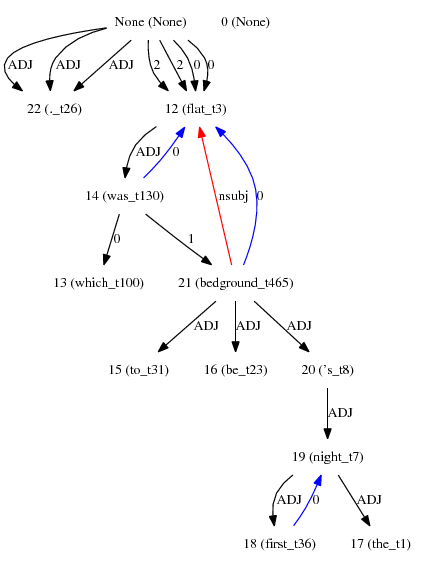 None (None) 0 (None)
ADJ ADJ ADJ 2 2 0 0
22 (._t26) 12 (flat_t3)
ADJ 0
14 (was_t130) nsubj 0
0 1
13 (which_t100) 21 (bedground_t465)
ADJ ADJ ADJ
15 (to_t31) 16 (be_t23) 20 ('s_t8)
ADJ
19 (night_t7)
ADJ 0 ADJ
18 (first_t36) 17 (the_t1)